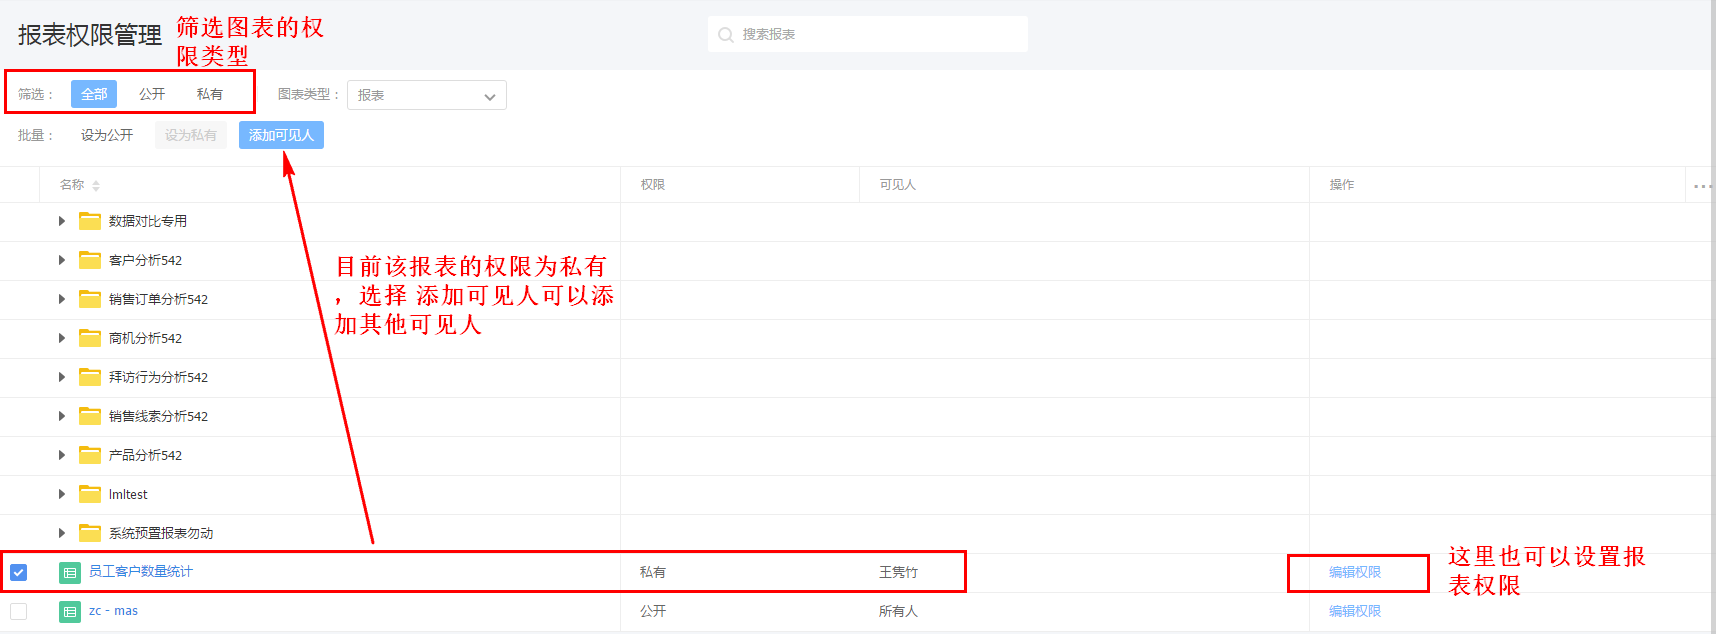 报表权限管理
筛选图表的权
限类型
搜索报表
筛选： 全部 公开 私有 图表类型： 报表
批量： 设为公开 设为私有 添加可见人
名称 权限 可见人 操作
数据对比专用
客户分析542
目前该报表的权限为私有
，选择 添加可见人可以添
加其他可见人
销售订单分析542
商机分析542
拜访行为分析542
销售线索分析542
产品分析542
lmltest
系统预置报表勿动
员工客户数量统计 私有 王隽竹 编辑权限
这里也可以设置报
表权限
zc - mas 公开 所有人 编辑权限